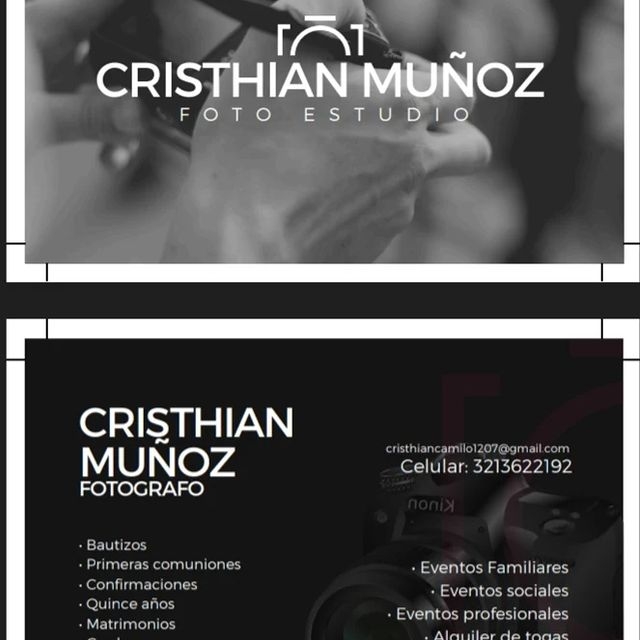 CRISTHIAN MUÑOZ
FOTO ESTUDIO
CRISTHIAN
MUÑOZ
FOTOGRAFO
cristhiancamilo1207@gmail.com
Celular: 3213622192
Nikon
· Bautizos
· Primeras comuniones
· Confirmaciones
· Quince años
· Matrimonios
· Eventos Familiares
· Eventos sociales
· Eventos profesionales
· Alquiler de togas